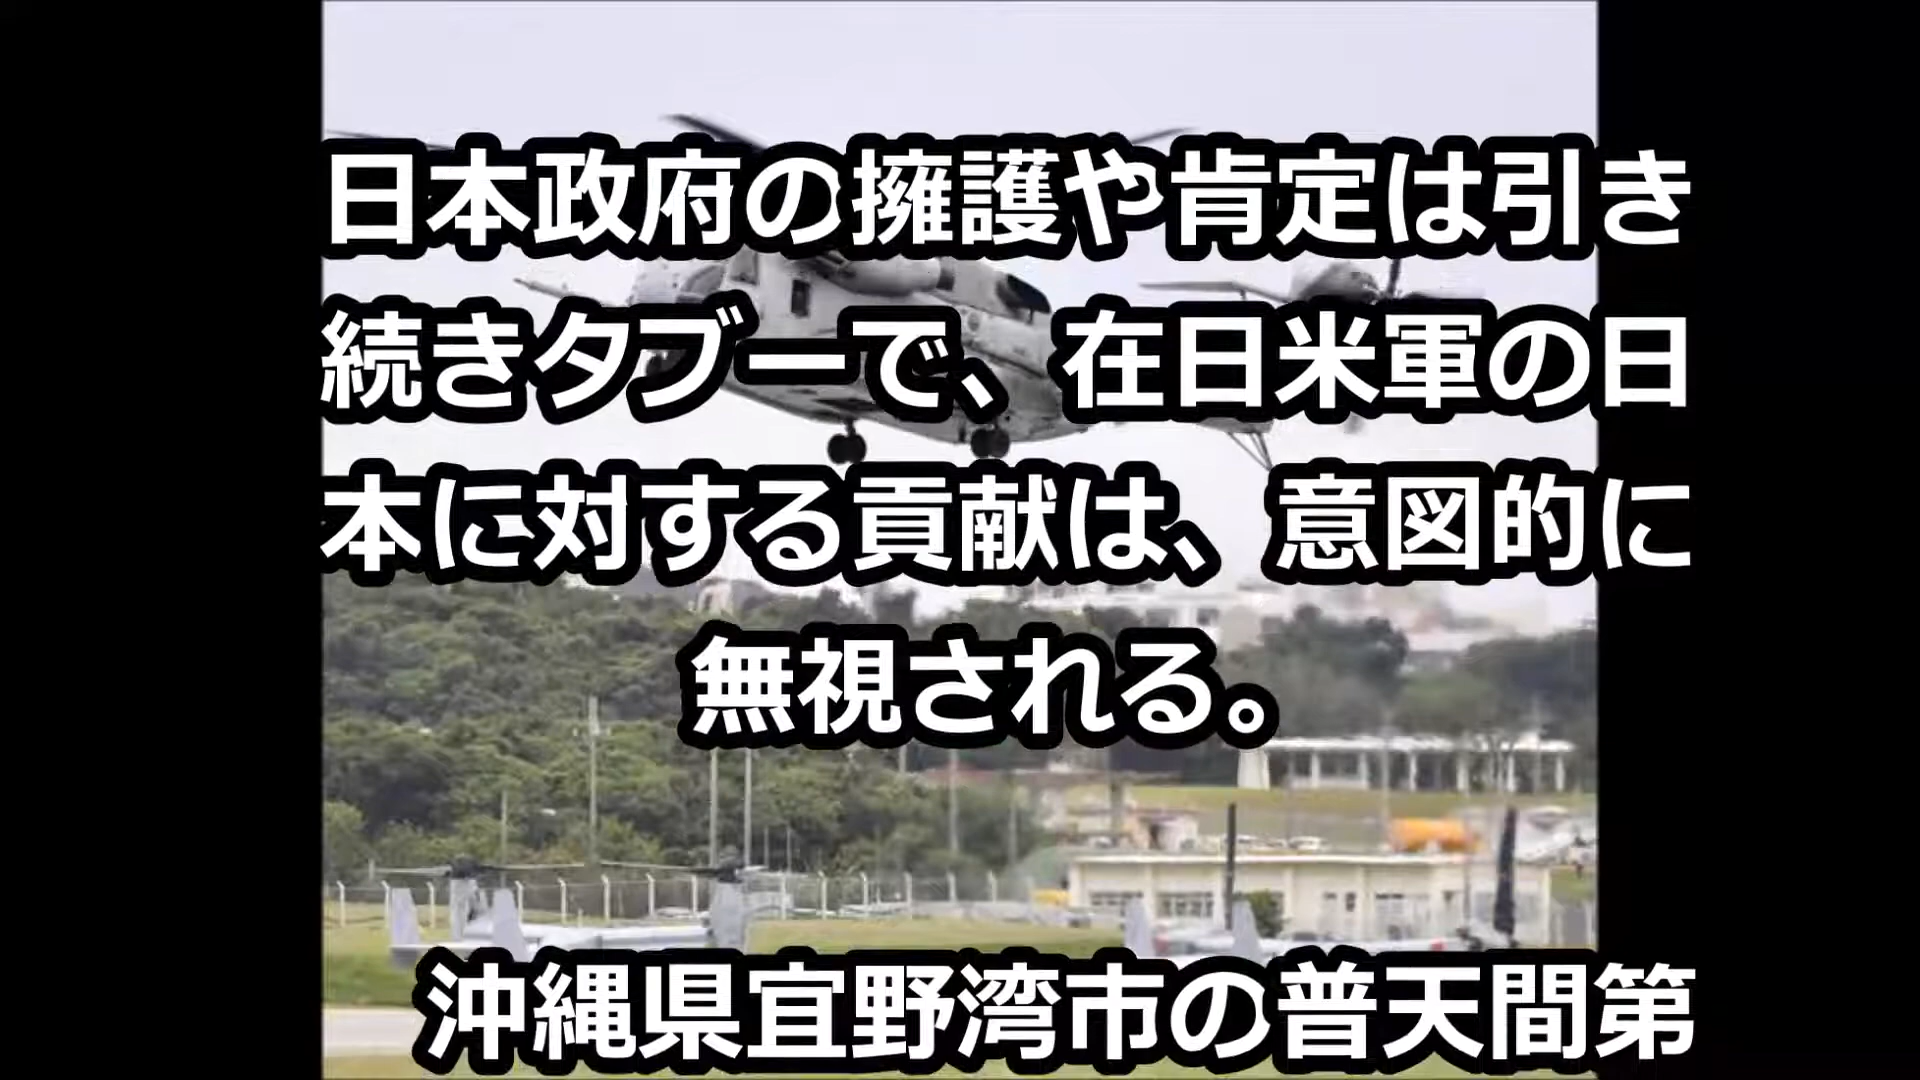 日本政府の擁護や肯定は引き
続きタブーで、在日米軍の日
本に対する貢献は、意図的に
無視される。
沖縄県宜野湾市の普天間第